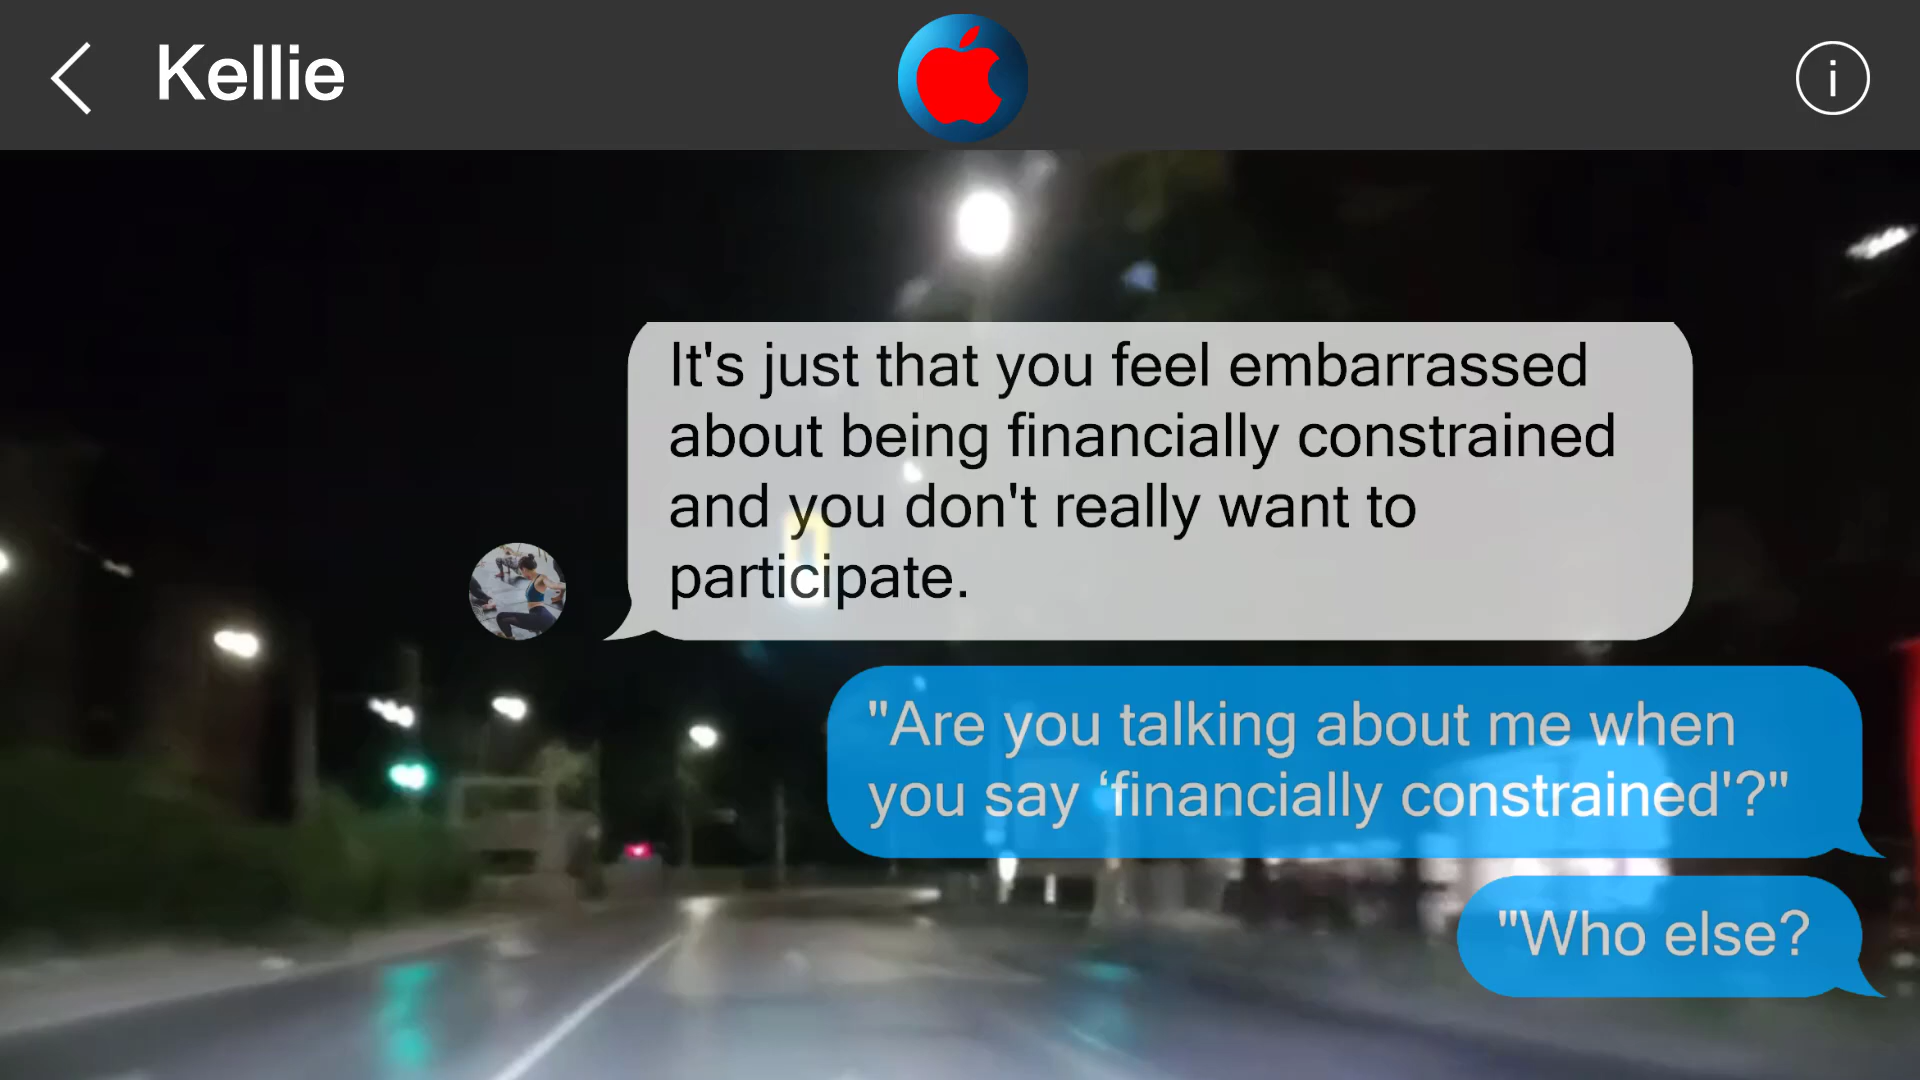 Kellie
i
It's just that you feel embarrassed
about being financially constrained
and you don't really want to
participate.
"Are you talking about me when
you say ‘financially constrained'?"
"Who else?